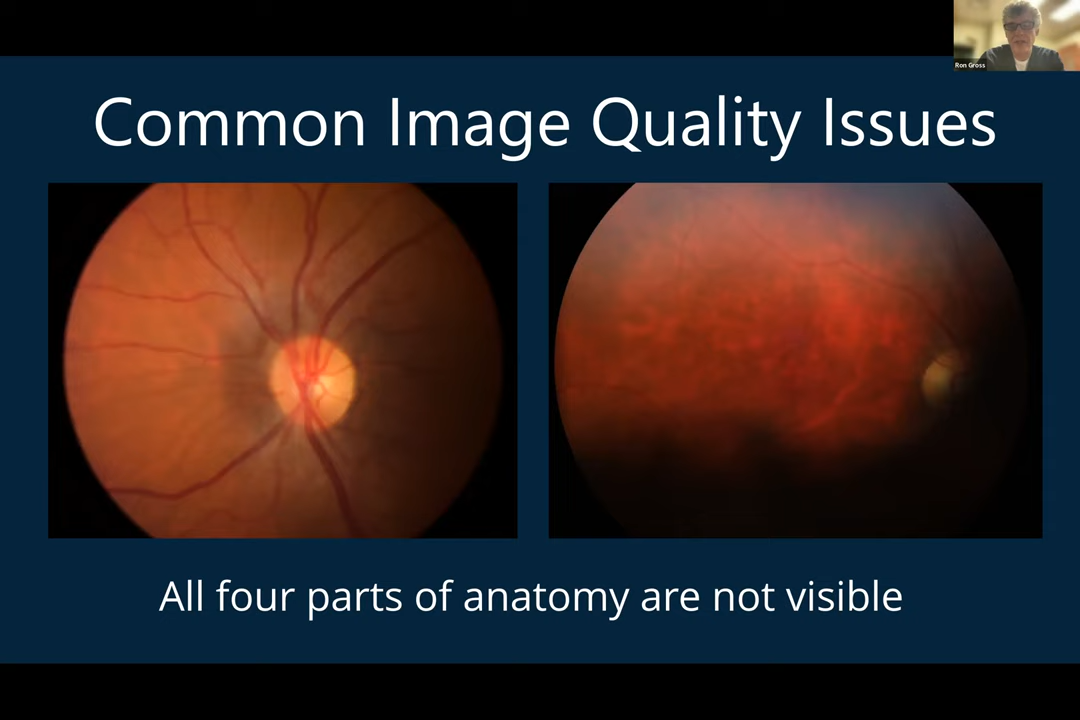 Ron Gross
Common Image Quality Issues
All four parts of anatomy are not visible